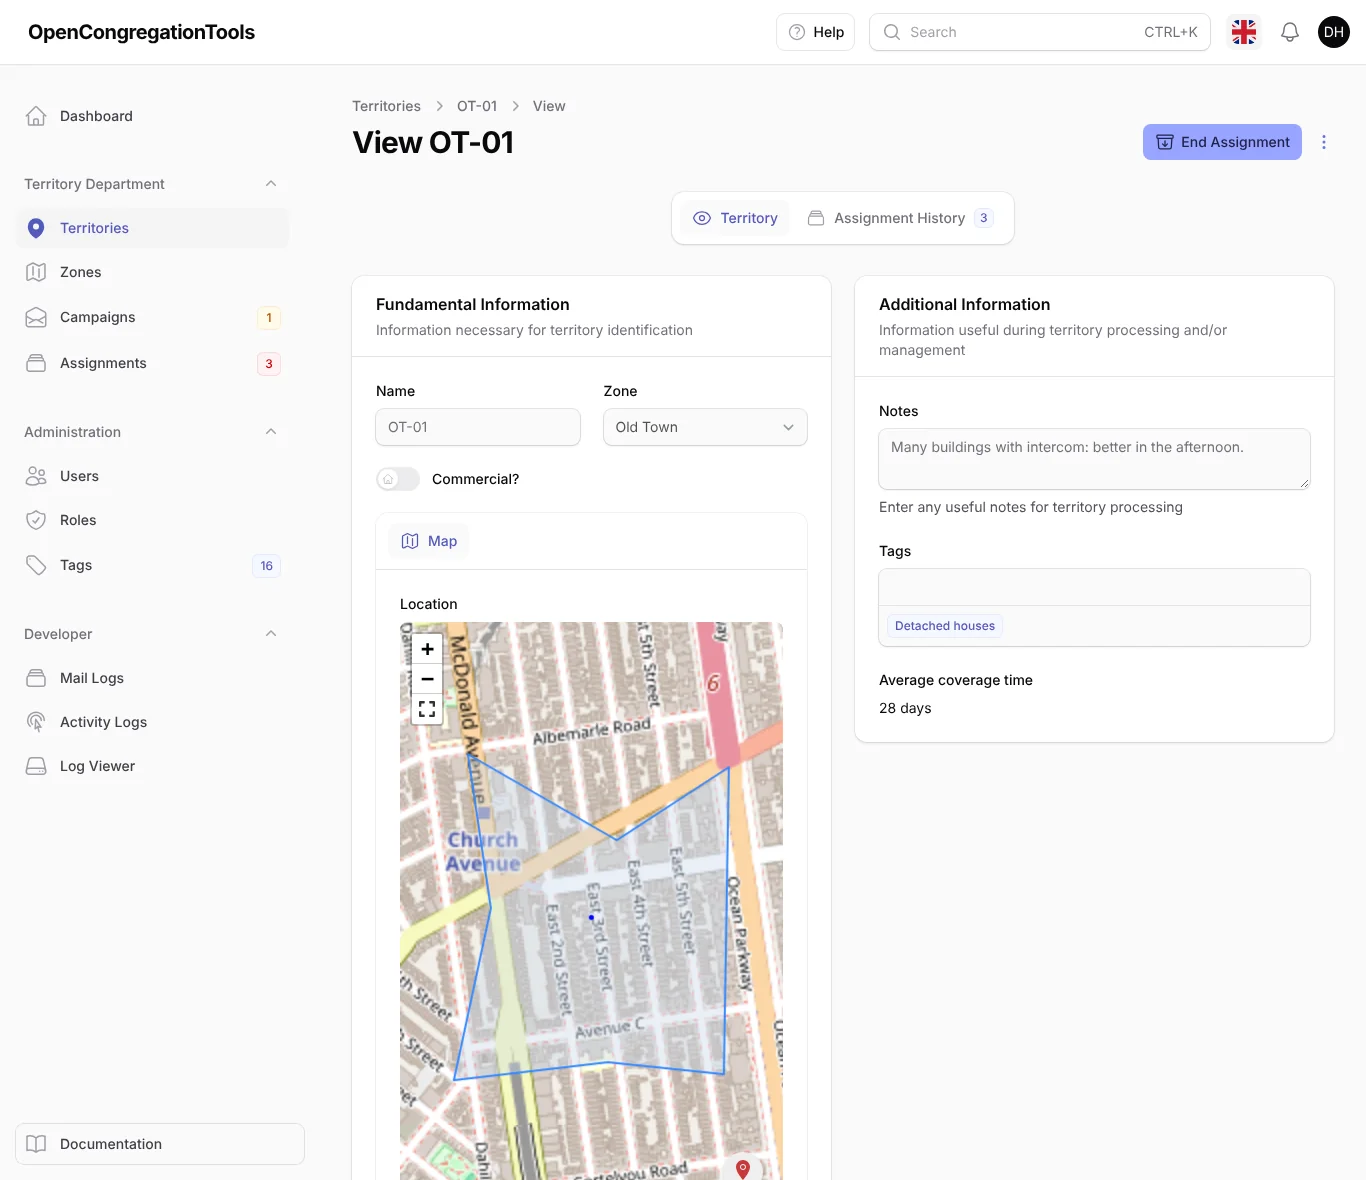 OpenCongregationTools
Help
Search
CTRL+K
DH
Dashboard
Territory Department
Territories
Zones
Campaigns
1
Assignments
3
Administration
Users
Roles
Tags
16
Developer
Mail Logs
Activity Logs
Log Viewer
Documentation
Territories
OT-01
View
View OT-01
End Assignment
Territory
Assignment History
3
Fundamental Information
Information necessary for territory identification
Name
Zone
OT-01
Old Town
Commercial?
Map
Location
+
−
McDonald Avenue
East 5th Street
6
Albemarle Road
Church
Avenue
East 2nd Street
East 3rd Street
East 4th Street
East 5th Street
Ocean Parkway
Avenue C
Additional Information
Information useful during territory processing and/or
management
Notes
Many buildings with intercom: better in the afternoon.
Enter any useful notes for territory processing
Tags
Detached houses
Average coverage time
28 days